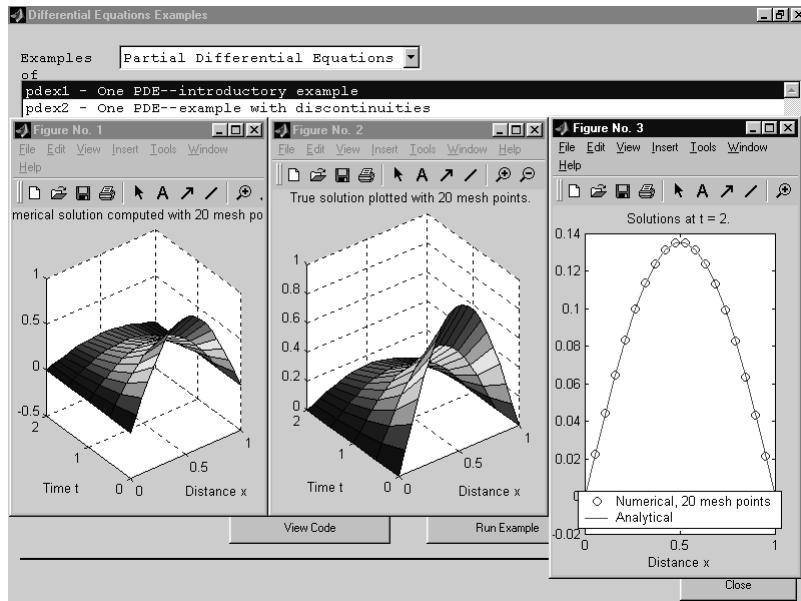 Differential Equations Examples
Examples of
Partial Differential Equations
pdex1 - One PDE--introductory example
pdex2 - One PDE--example with discontinuities
Figure No. 1
File Edit View Insert Tools Window
Help
A
merical solution computed with 20 mesh po
1
0.5
0
-0.5
2
1
0
0
0.5
1
Time t
Distance x
Figure No. 2
File Edit View Insert Tools Window Help
A
True solution plotted with 20 mesh points.
1
0.8
0.6
0.4
0.2
0
2
1
0
0
0.5
1
Time t
Distance x
Figure No. 3
File Edit View Insert Tools Window
Help
A
Solutions at t = 2.
0.14
0.12
0.1
0.08
0.06
0.04
0.02
0
-0.02
Numerical, 20 mesh points
Analytical
0
0.5
1
Distance x
View Code
Run Example
Close